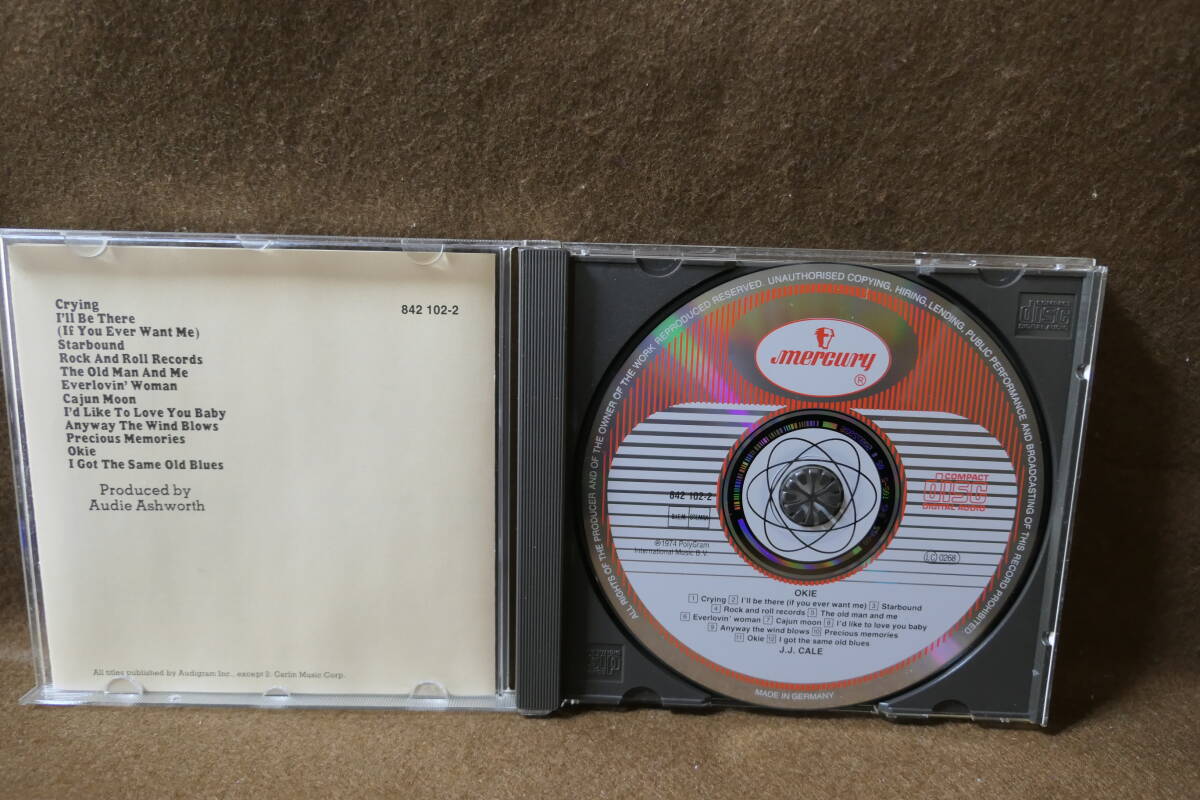 Crying
I'll Be There
(If You Ever Want Me)
Starbound
Rock And Roll Records
The Old Man And Me
Everlovin' Woman
Cajun Moon
I'd Like To Love You Baby
Anyway The Wind Blows
Precious Memories
Okie
I Got The Same Old Blues
842 102-2
Produced by
Audie Ashworth
All titles published by Audigram Inc., except 2: Carlin Music Corp.
ALL RIGHTS OF THE PRODUCER AND OF THE OWNER OF THE WORK REPRODUCED RESERVED. UNAUTHORISED COPYING, HIRING, LENDING, PUBLIC PERFORMANCE AND BROADCASTING OF THIS RECORD PROHIBITED
mercury
®
COMPACT
disc
DIGITAL AUDIO
842 102-2
BIEM STEMRA
℗1974 PolyGram
International Music B.V.
LC 0268
OKIE
1 Crying 2 I'll be there (if you ever want me) 3 Starbound
4 Rock and roll records 5 The old man and me
6 Everlovin' woman 7 Cajun moon 8 I'd like to love you baby
9 Anyway the wind blows 10 Precious memories
11 Okie 12 I got the same old blues
J.J. CALE
MADE IN GERMANY
disc
DIGITAL AUDIO